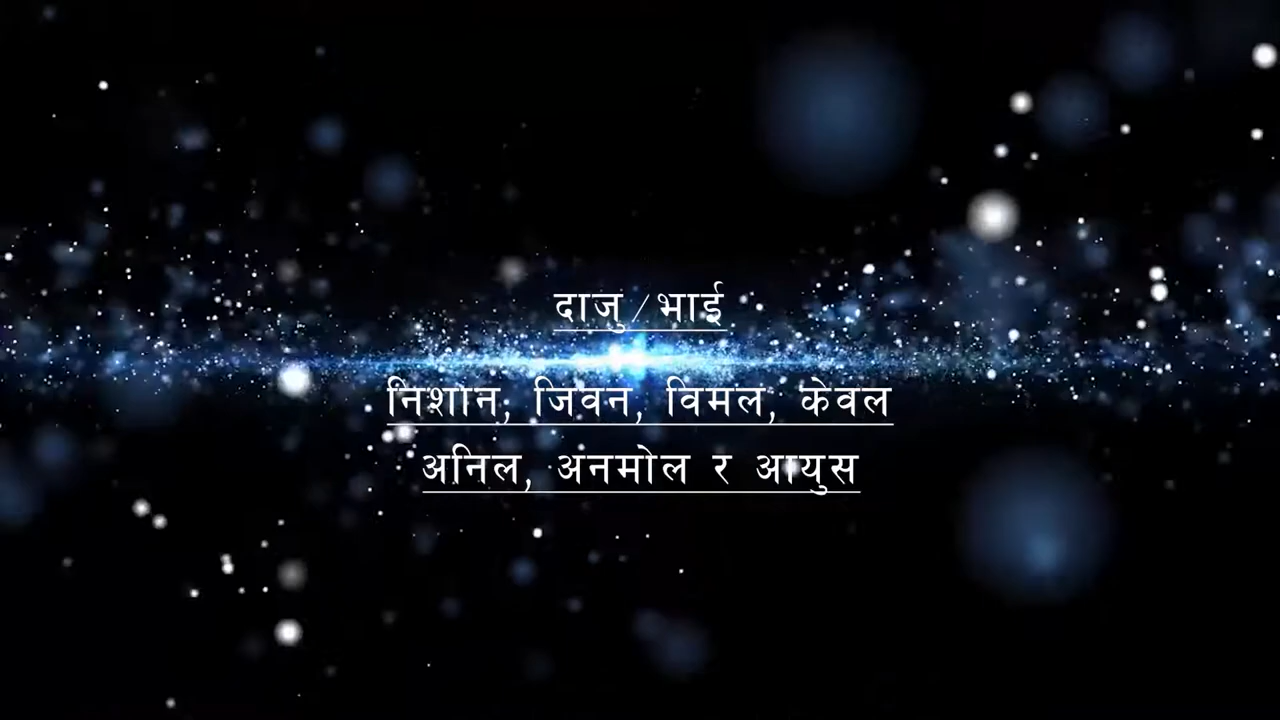 दाजु/भाई
निशान, जिवन, विमल, केवल
अनिल, अनमोल र आयुस